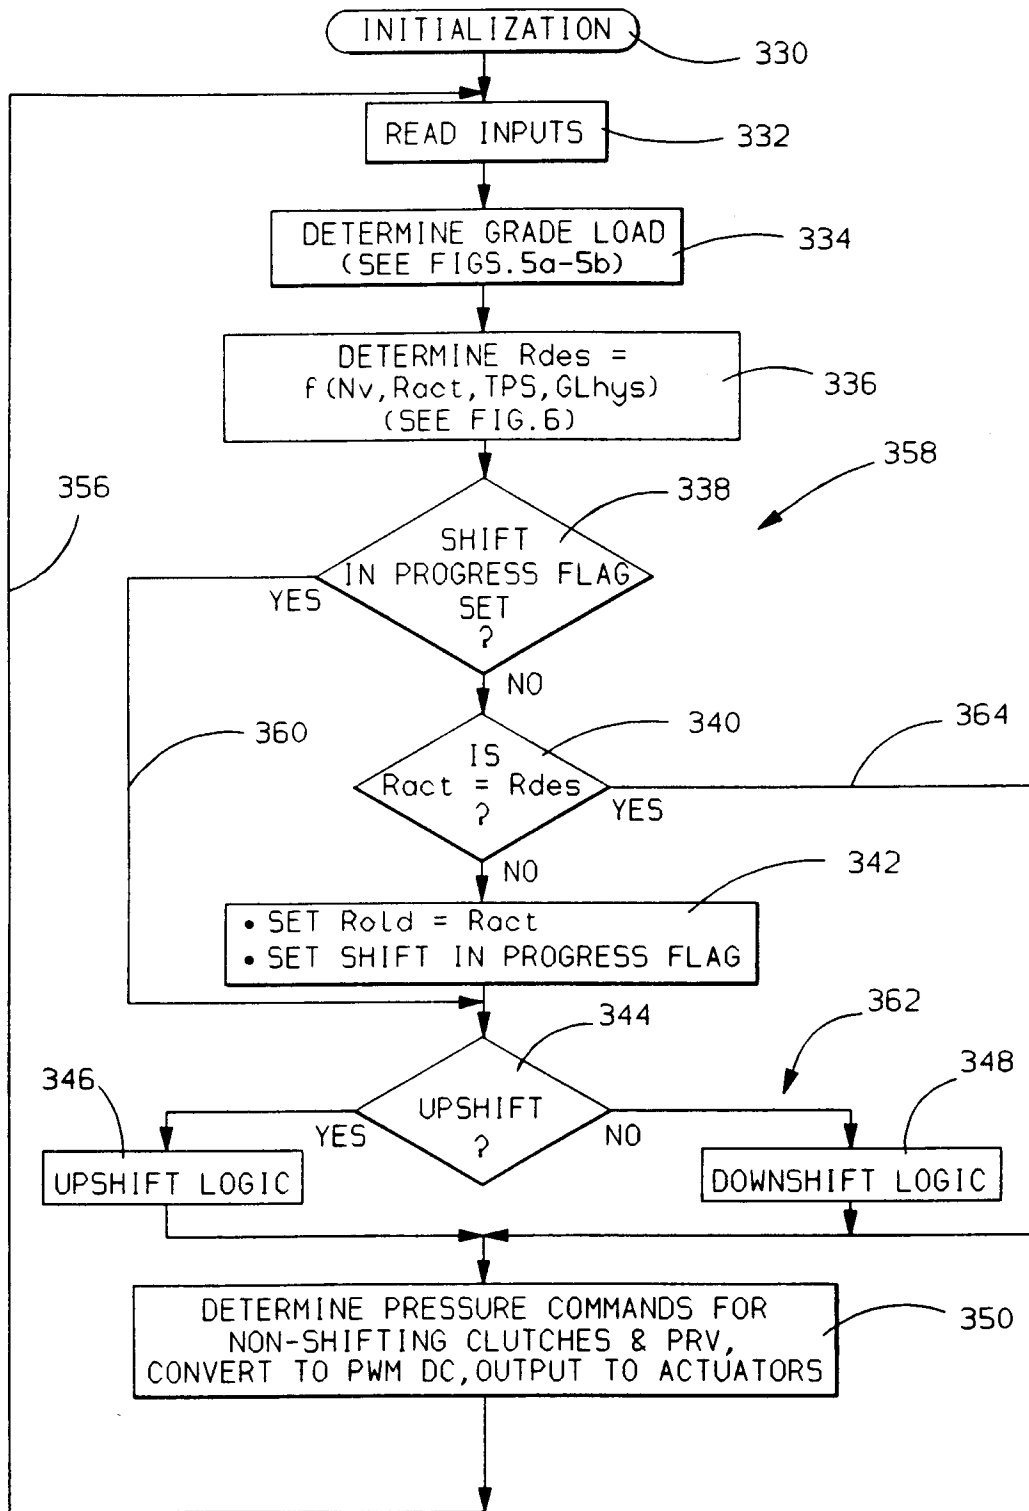 INITIALIZATION
330
READ INPUTS
332
DETERMINE GRADE LOAD
(SEE FIGS.5a-5b)
334
DETERMINE Rdes =
f(Nv,Ract,TPS,GLhys)
(SEE FIG.6)
336
358
356
338
SHIFT
IN PROGRESS FLAG
SET
?
YES
NO
360
340
364
IS
Ract = Rdes
?
YES
NO
342
• SET Rold = Ract
• SET SHIFT IN PROGRESS FLAG
344
362
346
348
UPSHIFT
?
YES
NO
UPSHIFT LOGIC
DOWNSHIFT LOGIC
DETERMINE PRESSURE COMMANDS FOR
NON-SHIFTING CLUTCHES & PRV,
CONVERT TO PWM DC,OUTPUT TO ACTUATORS
350